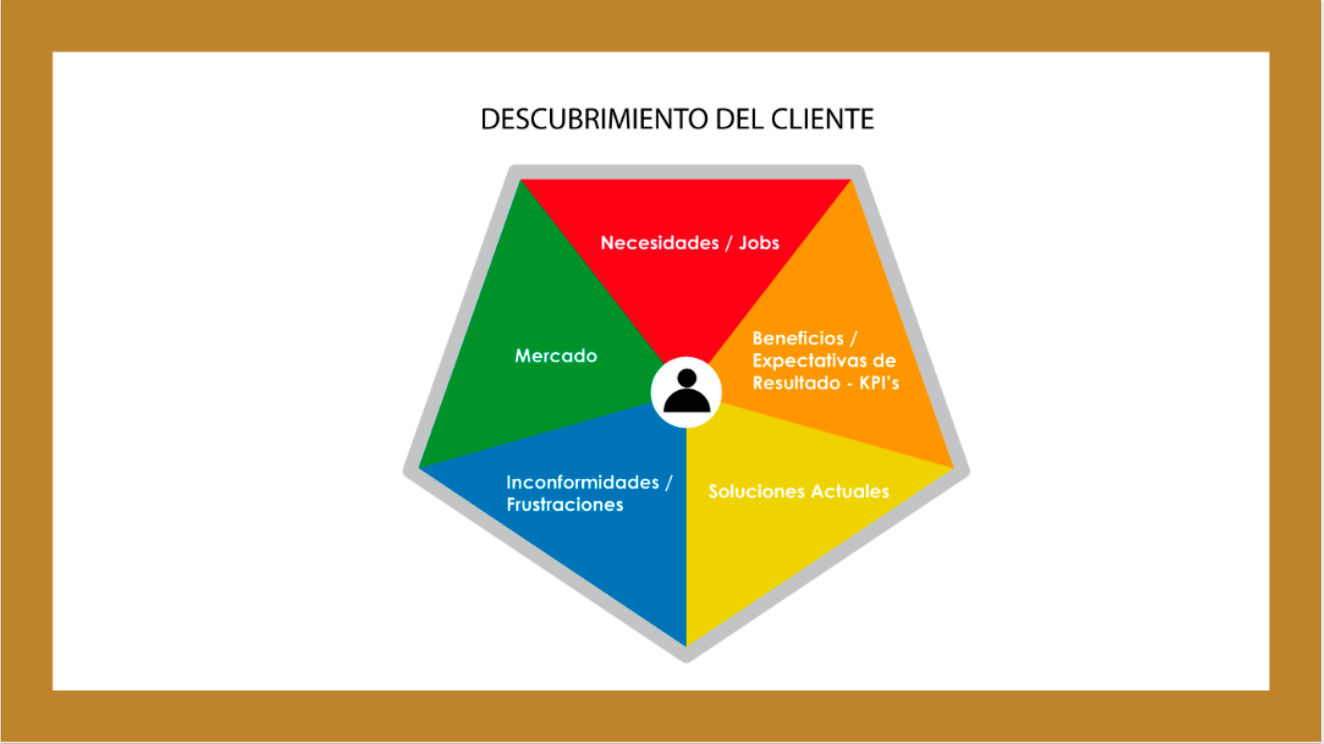 DESCUBRIMIENTO DEL CLIENTE
Necesidades / Jobs
Beneficios /
Expectativas de
Resultado - KPI's
Mercado
Inconformidades /
Frustraciones
Soluciones Actuales